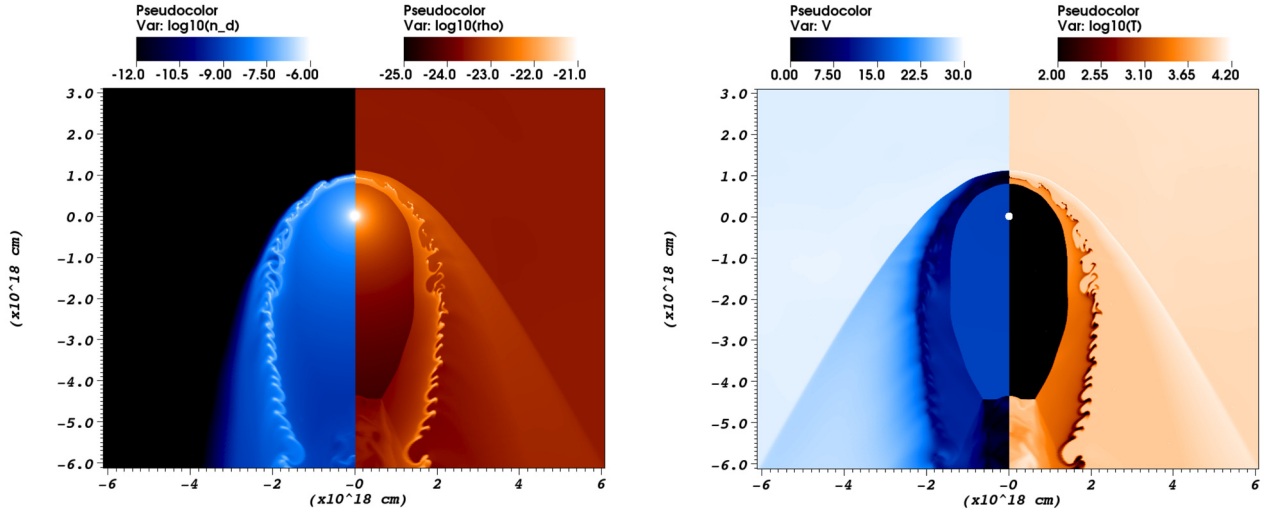 Pseudocolor
Var: log10(n_d)
-12.0 -10.5 -9.00 -7.50 -6.00
Pseudocolor
Var: log10(rho)
-25.0 -24.0 -23.0 -22.0 -21.0
3.0
2.0
1.0
0.0
-1.0
-2.0
-3.0
-4.0
-5.0
-6.0
(x10^18 cm)
-6 -4 -2 -0 2 4 6
(x10^18 cm)
Pseudocolor
Var: V
0.00 7.50 15.0 22.5 30.0
Pseudocolor
Var: log10(T)
2.00 2.55 3.10 3.65 4.20
3.0
2.0
1.0
0.0
-1.0
-2.0
-3.0
-4.0
-5.0
-6.0
(x10^18 cm)
-6 -4 -2 -0 2 4 6
(x10^18 cm)